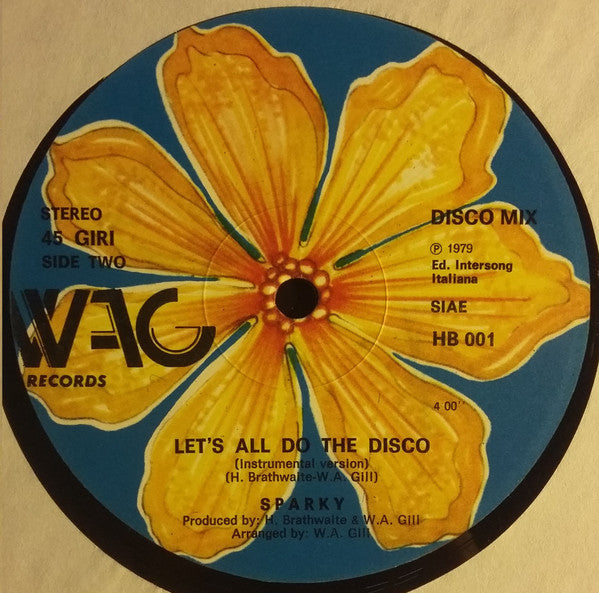 STEREO
45 GIRI
SIDE TWO
WAG
RECORDS
DISCO MIX
℗ 1979
Ed. Intersong
Italiana
SIAE
HB 001
4 00''
LET'S ALL DO THE DISCO
(Instrumental version)
(H. Brathwaite-W.A. Gill)
SPARKY
Produced by: H. Brathwaite & W.A. Gill
Arranged by: W.A. Gill